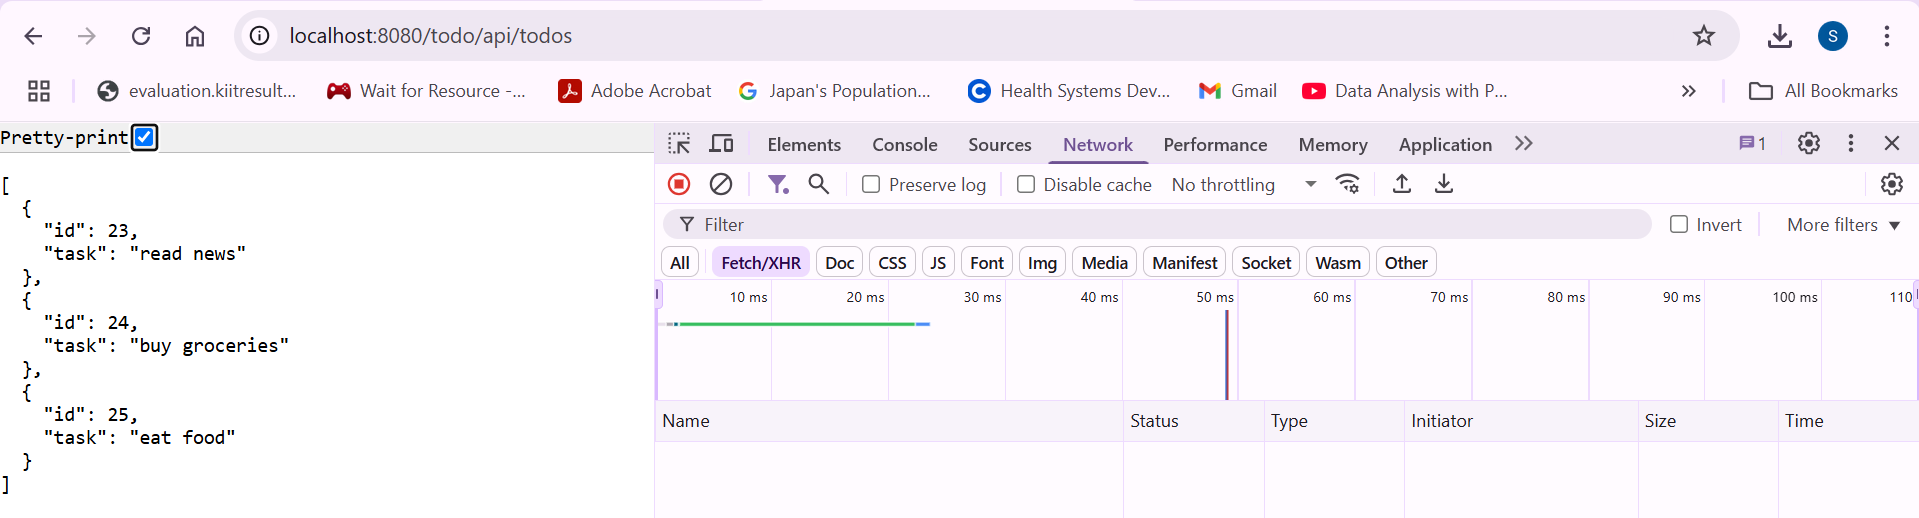 localhost:8080/todo/api/todos
S
evaluation.kiitresult... Wait for Resource -... Adobe Acrobat Japan's Population... Health Systems Dev... Gmail Data Analysis with P... » All Bookmarks
Pretty-print
[
  {
    "id": 23,
    "task": "read news"
  },
  {
    "id": 24,
    "task": "buy groceries"
  },
  {
    "id": 25,
    "task": "eat food"
  }
]
Elements Console Sources Network Performance Memory Application » 1
Preserve log Disable cache No throttling
Filter Invert More filters
All Fetch/XHR Doc CSS JS Font Img Media Manifest Socket Wasm Other
10 ms 20 ms 30 ms 40 ms 50 ms 60 ms 70 ms 80 ms 90 ms 100 ms 110
Name Status Type Initiator Size Time